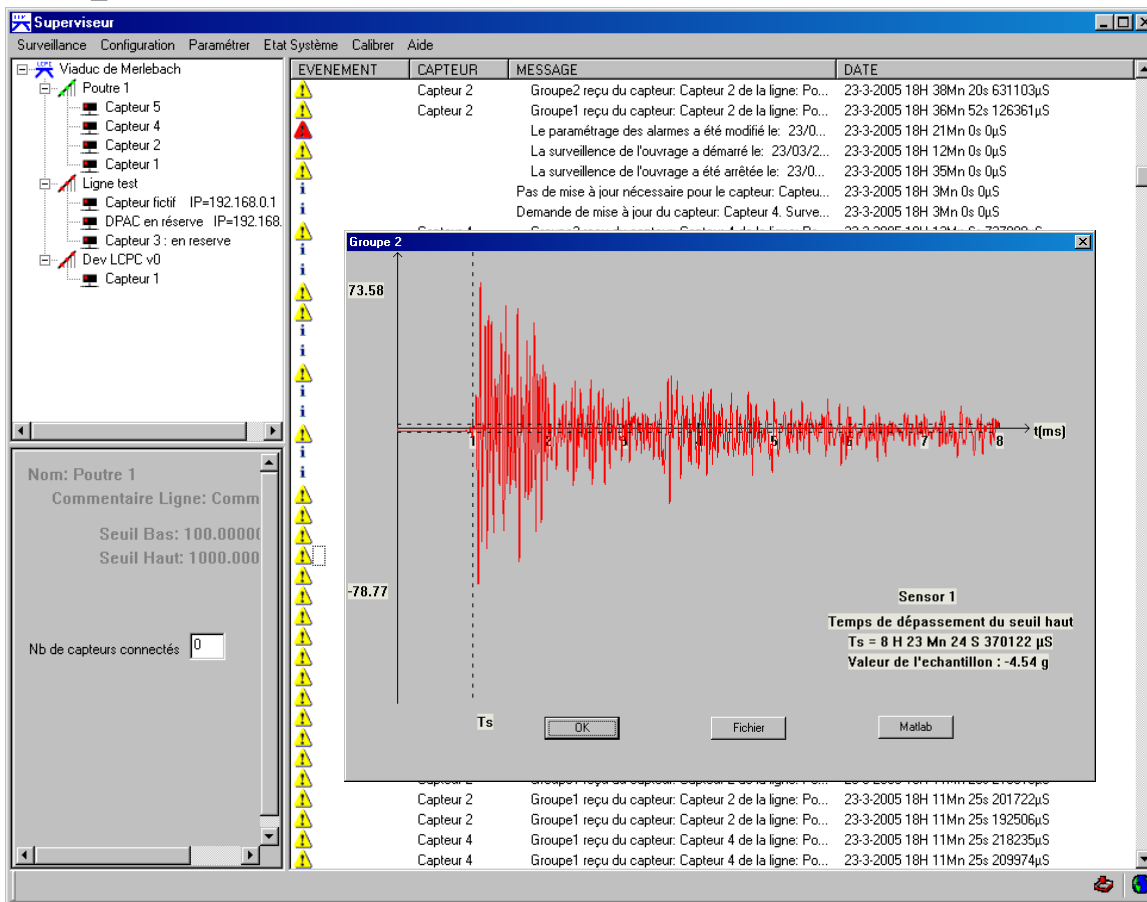 Superviseur
Surveillance Configuration Paramétrer Etat Système Calibrer Aide
Viaduc de Merlebach
Poutre 1
Capteur 5
Capteur 4
Capteur 2
Capteur 1
Ligne test
Capteur fictif IP=192.168.0.1
DPAC en réserve IP=192.168.
Capteur 3 : en reserve
Dev LCPC v0
Capteur 1
Nom: Poutre 1
Commentaire Ligne: Comm
Seuil Bas: 100.00000
Seuil Haut: 1000.000
Nb de capteurs connectés 0
EVENEMENT CAPTEUR MESSAGE DATE
Capteur 2 Groupe2 reçu du capteur: Capteur 2 de la ligne: Po... 23-3-2005 18H 38Mn 20s 631103µS
Capteur 2 Groupe1 reçu du capteur: Capteur 2 de la ligne: Po... 23-3-2005 18H 36Mn 52s 126361µS
Le paramétrage des alarmes a été modifié le: 23/0... 23-3-2005 18H 21Mn 0s 0µS
La surveillence de l'ouvrage a démarré le: 23/03/2... 23-3-2005 18H 12Mn 0s 0µS
La surveillence de l'ouvrage a été arrêtée le: 23/0... 23-3-2005 18H 35Mn 0s 0µS
Pas de mise à jour nécessaire pour le capteur: Capteu... 23-3-2005 18H 3Mn 0s 0µS
Demande de mise à jour du capteur: Capteur 4. Surve... 23-3-2005 18H 3Mn 0s 0µS
Groupe 2
73.58
1 2 3 4 5 6 7 8 t(ms)
-78.77
Sensor 1
Temps de dépassement du seuil haut
Ts = 8 H 23 Mn 24 S 370122 µS
Valeur de l'echantillon : -4.54 g
Ts
OK Fichier Matlab
Capteur 2 Groupe1 reçu du capteur: Capteur 2 de la ligne: Po... 23-3-2005 18H 11Mn 25s 201722µS
Capteur 2 Groupe1 reçu du capteur: Capteur 2 de la ligne: Po... 23-3-2005 18H 11Mn 25s 192506µS
Capteur 4 Groupe1 reçu du capteur: Capteur 4 de la ligne: Po... 23-3-2005 18H 11Mn 25s 218235µS
Capteur 4 Groupe1 reçu du capteur: Capteur 4 de la ligne: Po... 23-3-2005 18H 11Mn 25s 209974µS